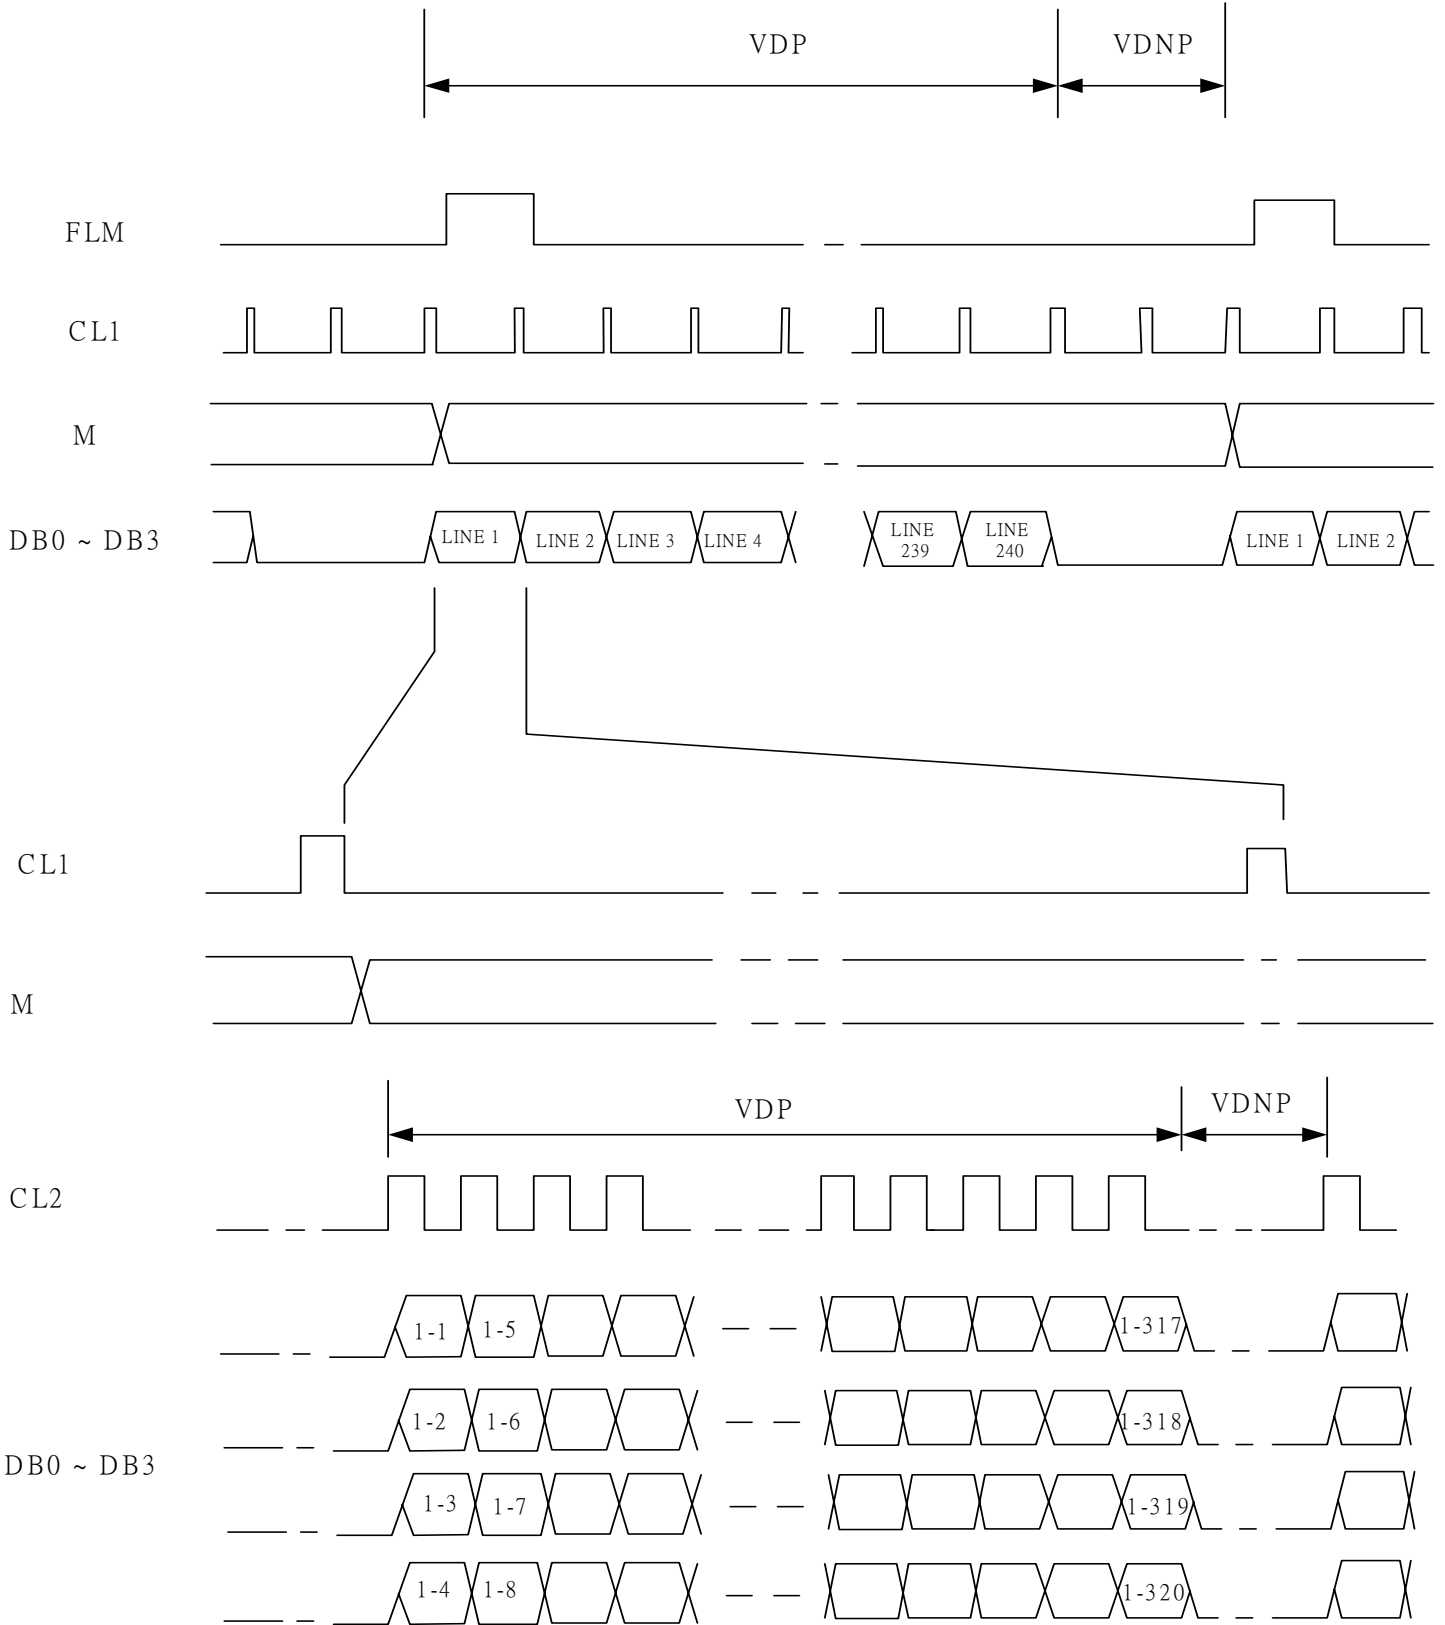 VDP VDNP
FLM
CL1
M
DB0 ~ DB3 LINE 1 LINE 2 LINE 3 LINE 4 LINE 239 LINE 240 LINE 1 LINE 2
CL1
M
VDP VDNP
CL2
1-1 1-5 1-317
1-2 1-6 1-318
DB0 ~ DB3
1-3 1-7 1-319
1-4 1-8 1-320